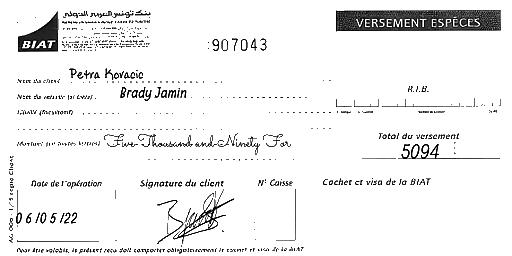 بنك تونس العربي الدولي
BIAT
VERSEMENT ESPÈCES
:907043
Nom du client Petra Kovacic
Nom du remettant (si tiers) Brady Jamin
R.I.B.
Libellé (facultatif)
Montant (en toutes lettres) Five Thousand and Ninety For
Total du versement
5094
Date de l'opération
Signature du client
N° Caisse
Cachet et visa de la BIAT
06/05/22
Pour être valable, le présent reçu doit comporter obligatoirement le cachet et visa de la BIAT